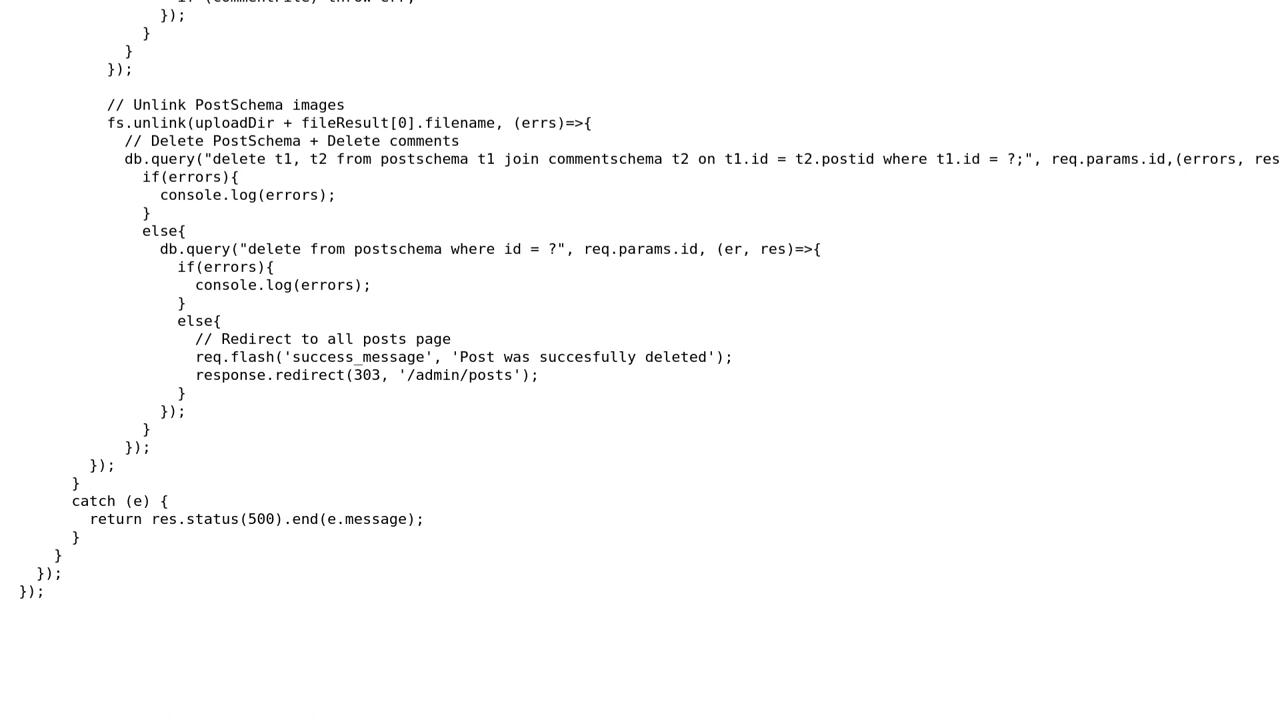 });
}
}
});
// Unlink PostSchema images
fs.unlink(uploadDir + fileResult[0].filename, (errs)=>{
// Delete PostSchema + Delete comments
db.query("delete t1, t2 from postschema t1 join commentschema t2 on t1.id = t2.postid where t1.id = ?;", req.params.id,(errors, res
if(errors){
console.log(errors);
}
else{
db.query("delete from postschema where id = ?", req.params.id, (er, res)=>{
if(errors){
console.log(errors);
}
else{
// Redirect to all posts page
req.flash('success_message', 'Post was succesfully deleted');
response.redirect(303, '/admin/posts');
}
});
}
});
});
}
catch (e) {
return res.status(500).end(e.message);
}
}
});
});